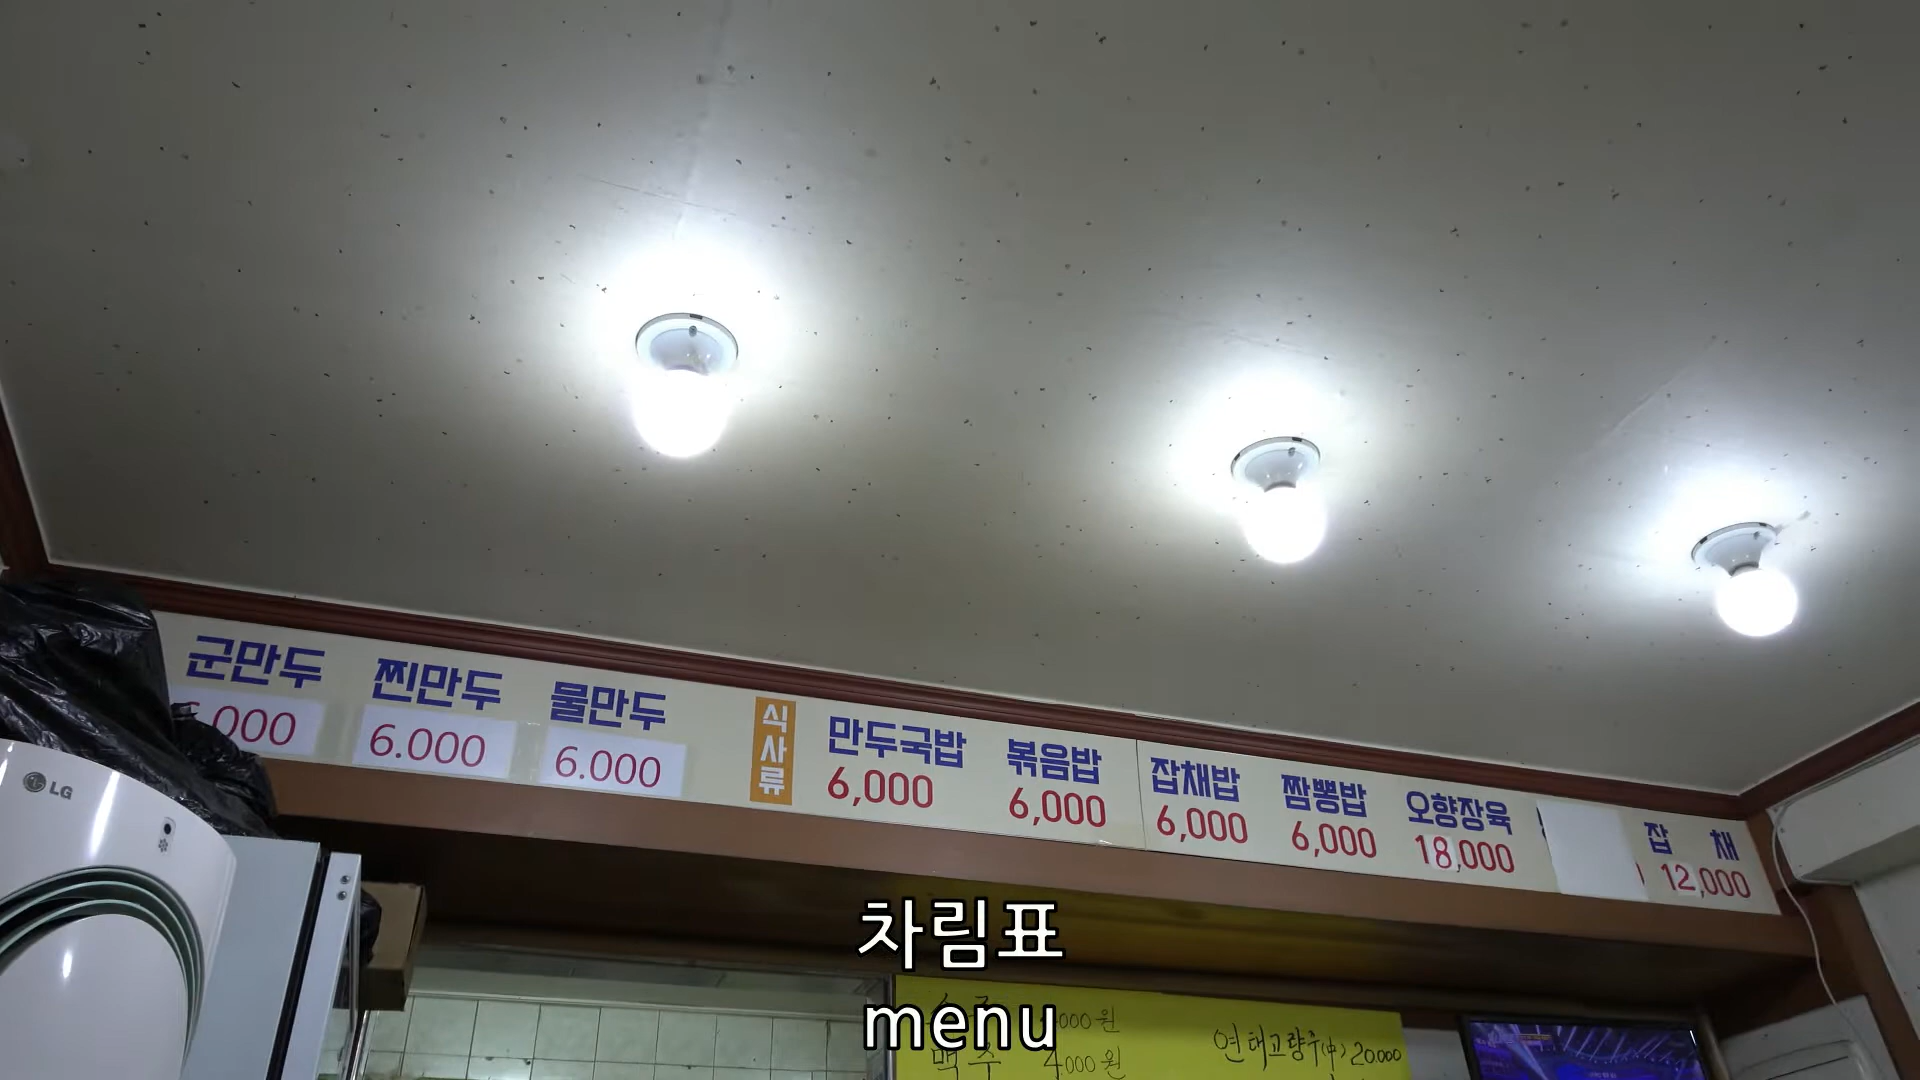 군만두 찐만두 물만두
6.000 6.000
식사류
만두국밥 볶음밥 잡채밥 짬뽕밥 오향장육 잡 채
6,000 6,000 6,000 6,000 18,000 12,000
LG
차림표
menu
맥주 4,000원
연태고량주(中) 20.000